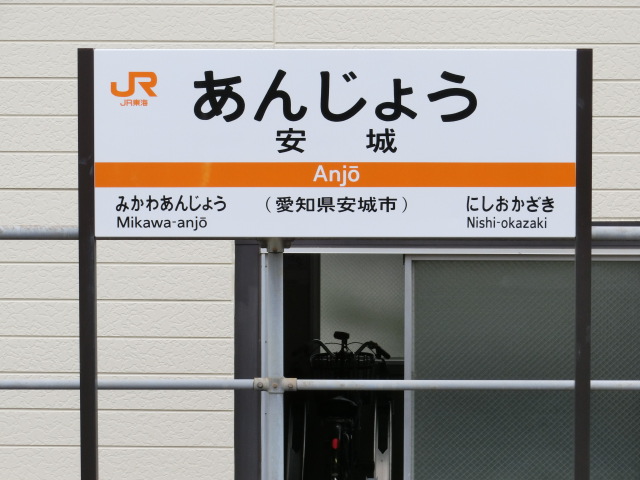 JR
JR東海
あんじょう
安城
Anjō
みかわあんじょう
Mikawa-anjō
（愛知県安城市）
にしおかざき
Nishi-okazaki